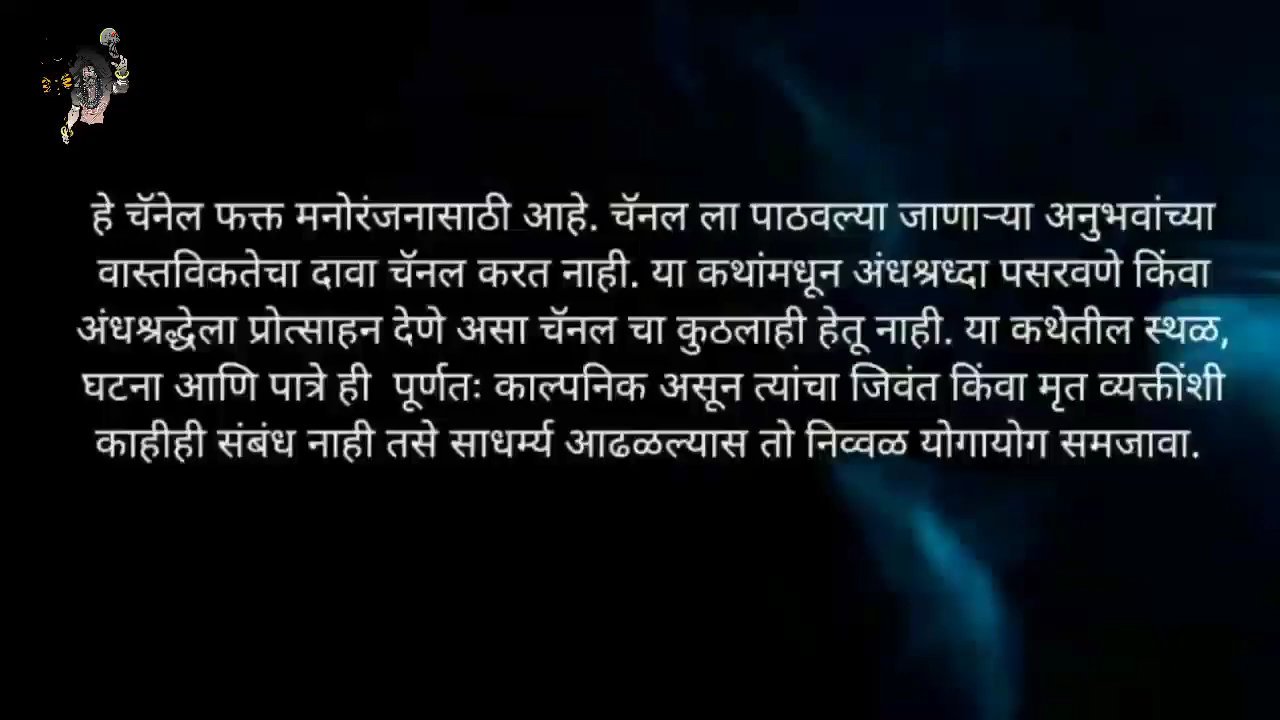 हे चॅनेल फक्त मनोरंजनासाठी आहे. चॅनल ला पाठवल्या जाणाऱ्या अनुभवांच्या
वास्तविकतेचा दावा चॅनल करत नाही. या कथांमधून अंधश्रध्दा पसरवणे किंवा
अंधश्रद्धेला प्रोत्साहन देणे असा चॅनल चा कुठलाही हेतू नाही. या कथेतील स्थळ,
घटना आणि पात्रे ही पूर्णतः काल्पनिक असून त्यांचा जिवंत किंवा मृत व्यक्तींशी
काहीही संबंध नाही तसे साधर्म्य आढळल्यास तो निव्वळ योगायोग समजावा.